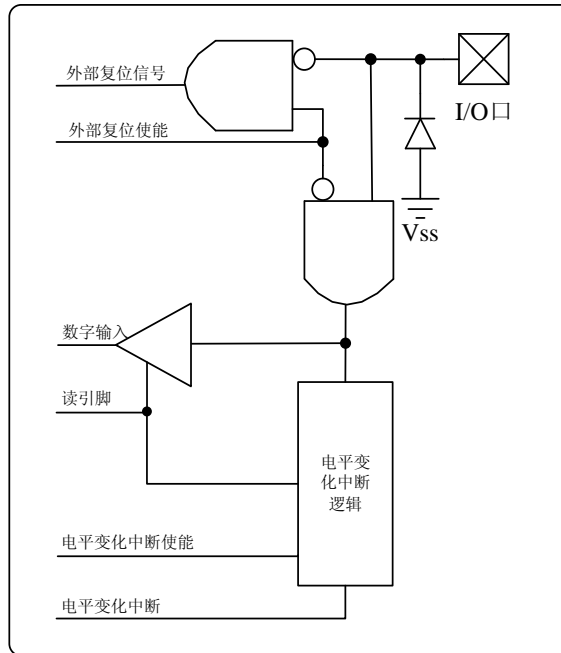 外部复位信号
I/O口
外部复位使能
Vss
数字输入
读引脚
电平变
化中断
逻辑
电平变化中断使能
电平变化中断